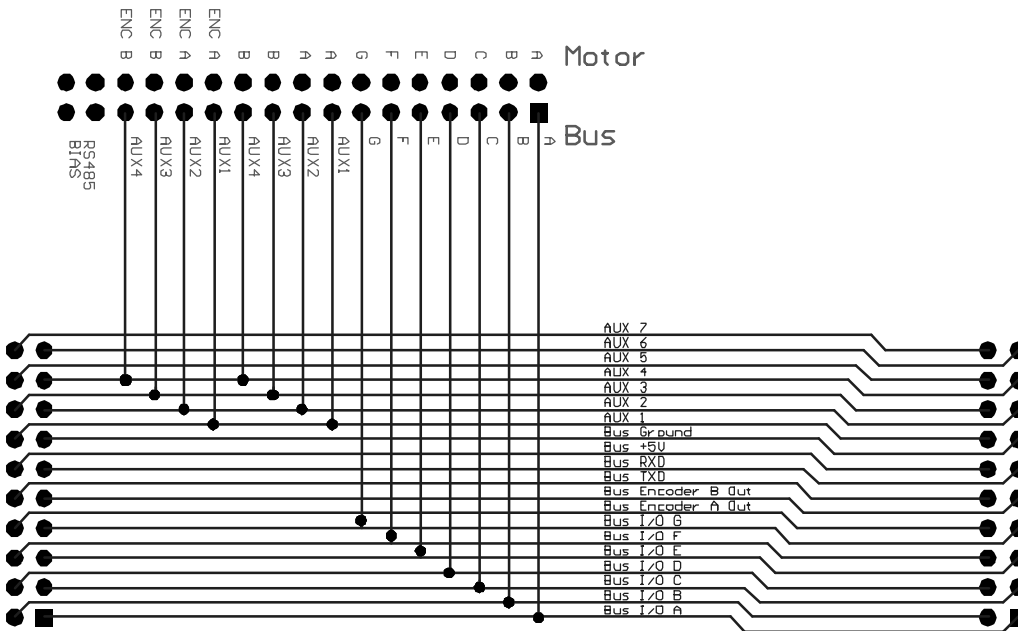 ENC B ENC B ENC A ENC A B B A A G F E D C B A
Motor
Bus
RS485 BIAS AUX4 AUX3 AUX2 AUX1 AUX4 AUX3 AUX2 AUX1 G F E D C B A
AUX 7
AUX 6
AUX 5
AUX 4
AUX 3
AUX 2
AUX 1
Bus Ground
Bus +5V
Bus RXD
Bus TXD
Bus Encoder B Out
Bus Encoder A Out
Bus I/O G
Bus I/O F
Bus I/O E
Bus I/O D
Bus I/O C
Bus I/O B
Bus I/O A